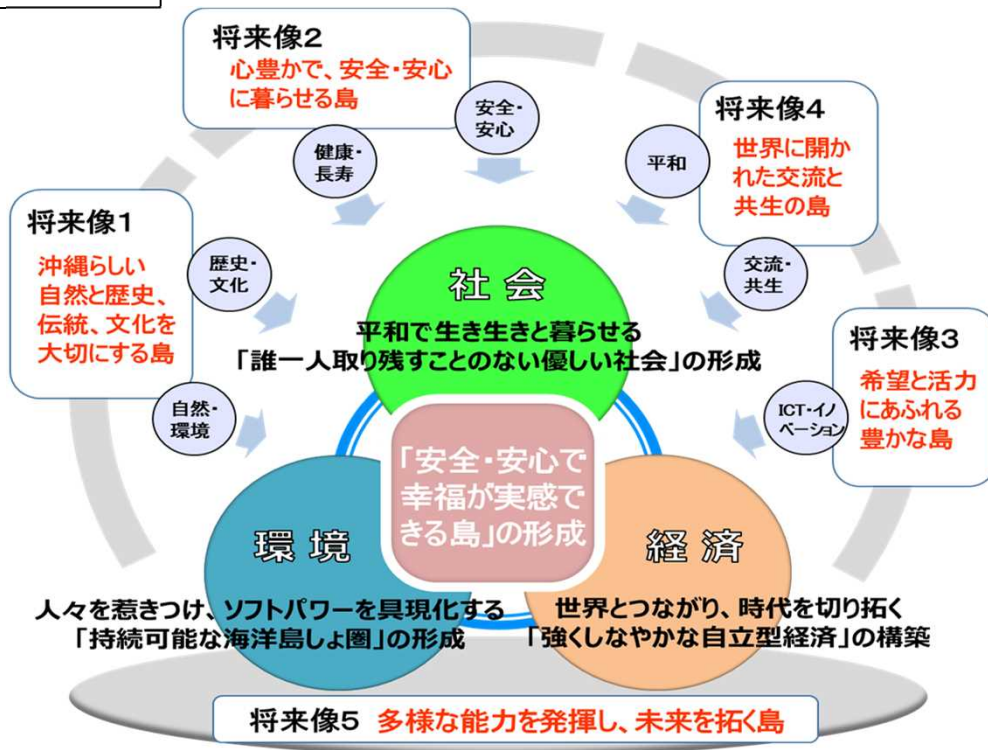 将来像2
心豊かで、安全・安心
に暮らせる島
安全・
安心
健康・
長寿
将来像4
世界に開か
れた交流と
共生の島
平和
将来像1
沖縄らしい
自然と歴史、
伝統、文化を
大切にする島
歴史・
文化
交流・
共生
自然・
環境
将来像3
希望と活力
にあふれる
豊かな島
ICT・イノ
ベーション
社会
平和で生き生きと暮らせる
「誰一人取り残すことのない優しい社会」の形成
「安全・安心で
幸福が実感で
きる島」の形成
環境
人々を惹きつけ、ソフトパワーを具現化する
「持続可能な海洋島しょ圏」の形成
経済
世界とつながり、時代を切り拓く
「強くしなやかな自立型経済」の構築
将来像5 多様な能力を発揮し、未来を拓く島